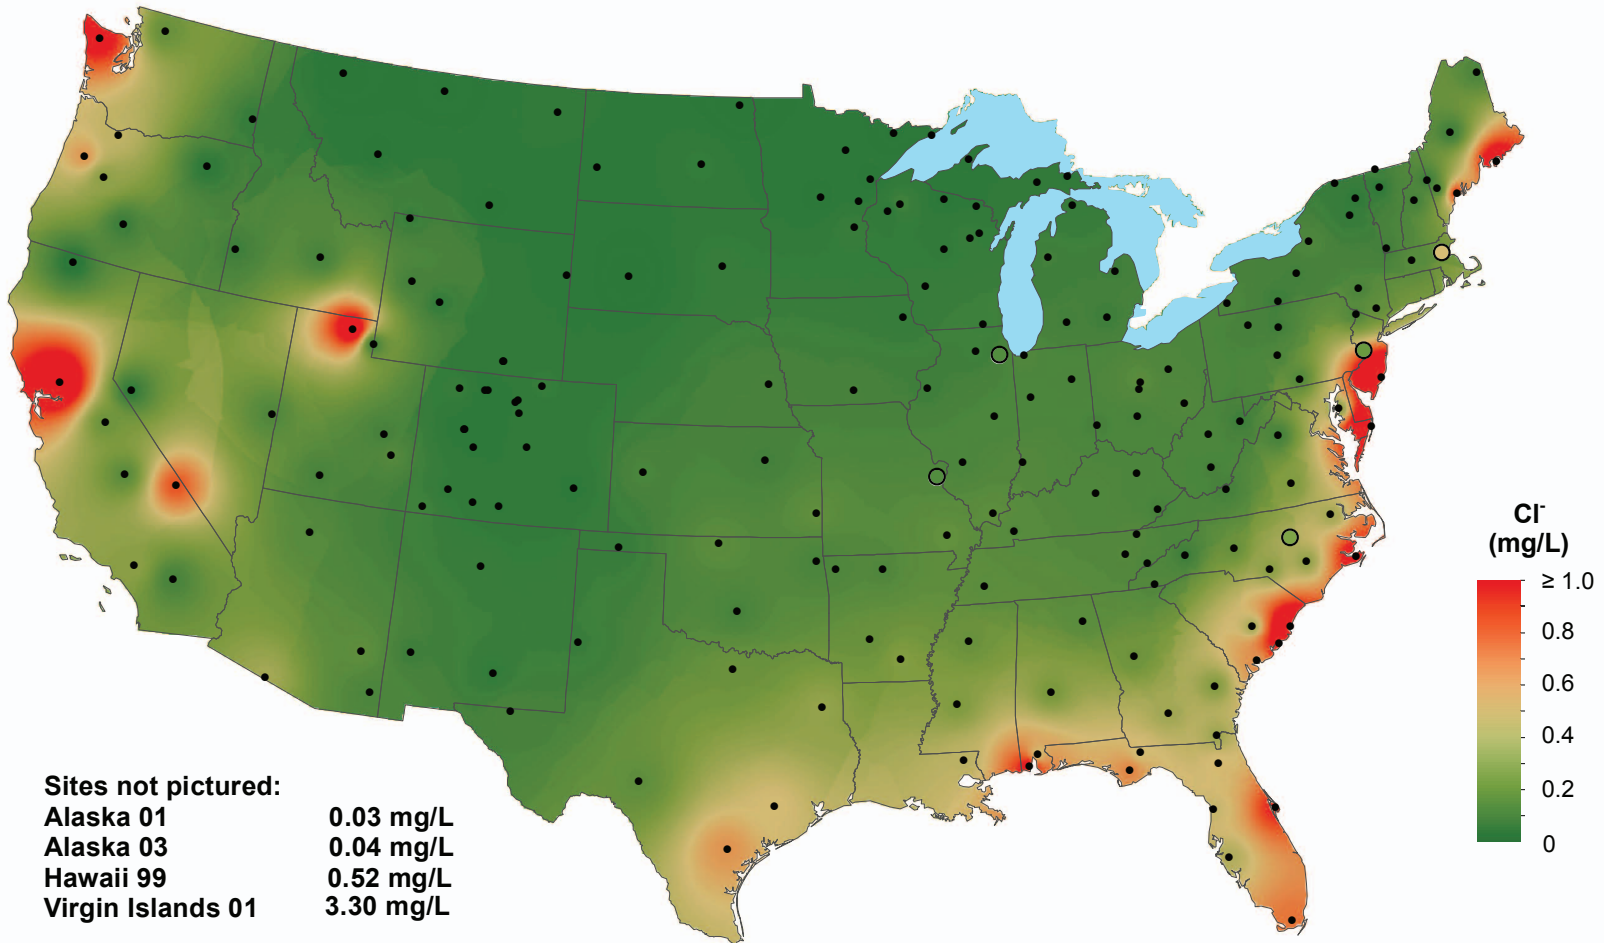 Cl⁻
(mg/L)
≥ 1.0
0.8
0.6
0.4
0.2
0
Sites not pictured:
Alaska 01 0.03 mg/L
Alaska 03 0.04 mg/L
Hawaii 99 0.52 mg/L
Virgin Islands 01 3.30 mg/L